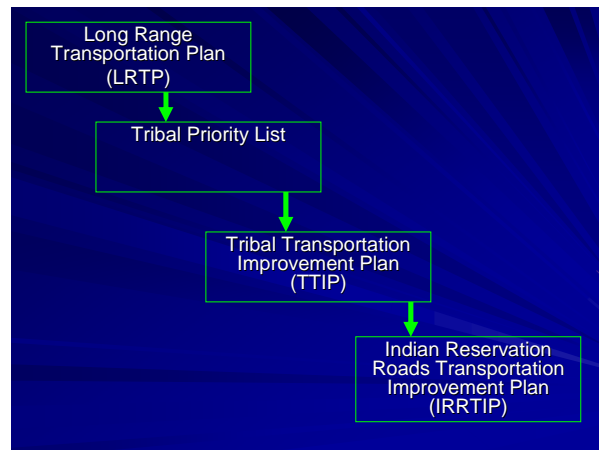 Long Range
Transportation Plan
(LRTP)
Tribal Priority List
Tribal Transportation
Improvement Plan
(TTIP)
Indian Reservation
Roads Transportation
Improvement Plan
(IRRTIP)